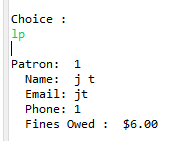 Choice :
lp
Patron:  1
  Name:  j t
  Email: jt
  Phone: 1
  Fines Owed :  $6.00